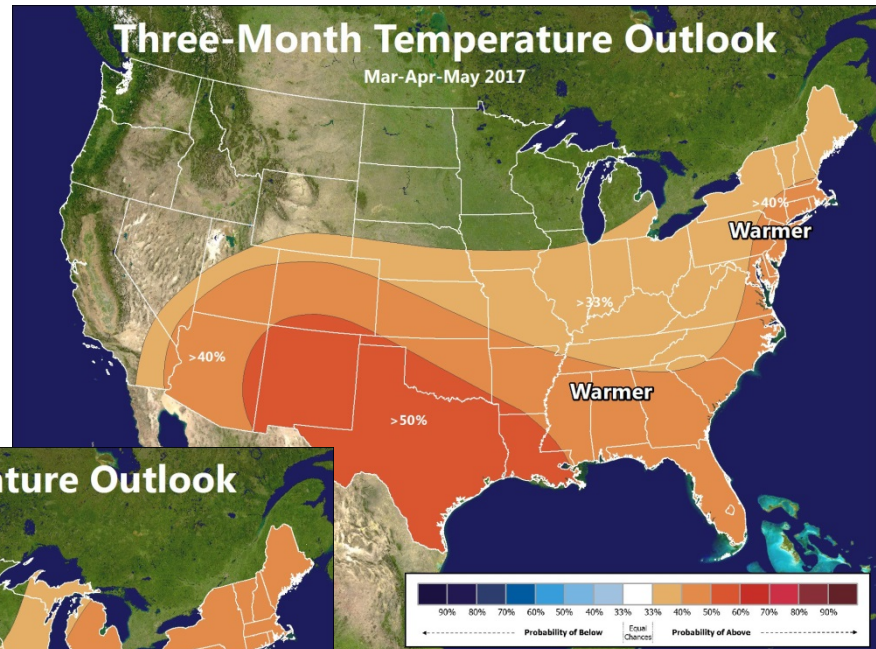 Three-Month Temperature Outlook
Mar-Apr-May 2017
>40%
Warmer
>33%
>40%
Warmer
>50%
ture Outlook
90% 80% 70% 60% 50% 40% 33% 33% 40% 50% 60% 70% 80% 90%
Probability of Below Equal Chances Probability of Above